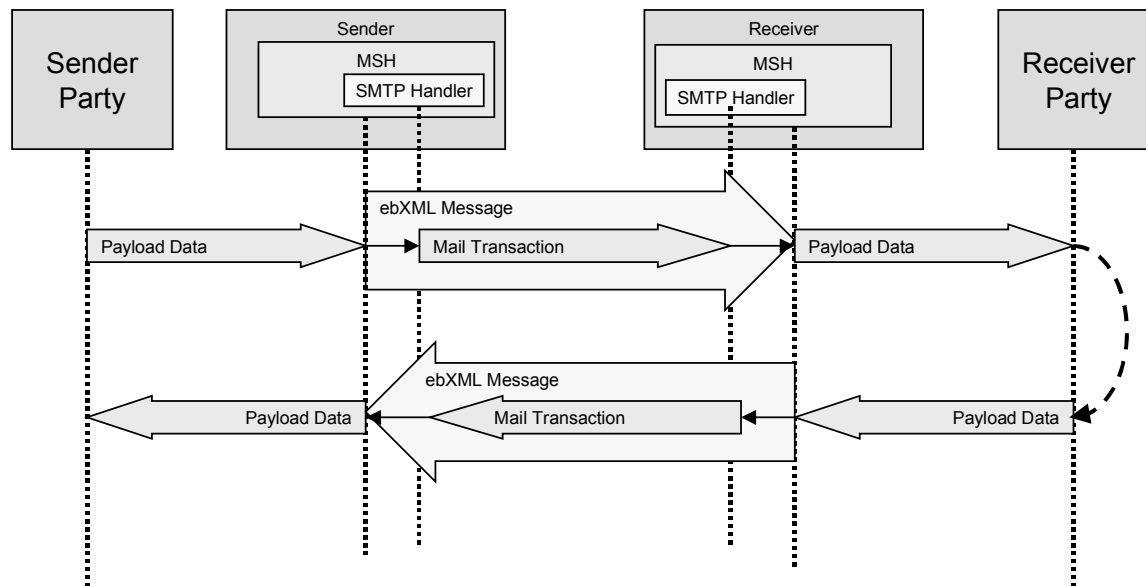 Sender
Party
Sender
MSH
SMTP Handler
Receiver
MSH
SMTP Handler
Receiver
Party
ebXML Message
Payload Data
Mail Transaction
Payload Data
ebXML Message
Payload Data
Mail Transaction
Payload Data